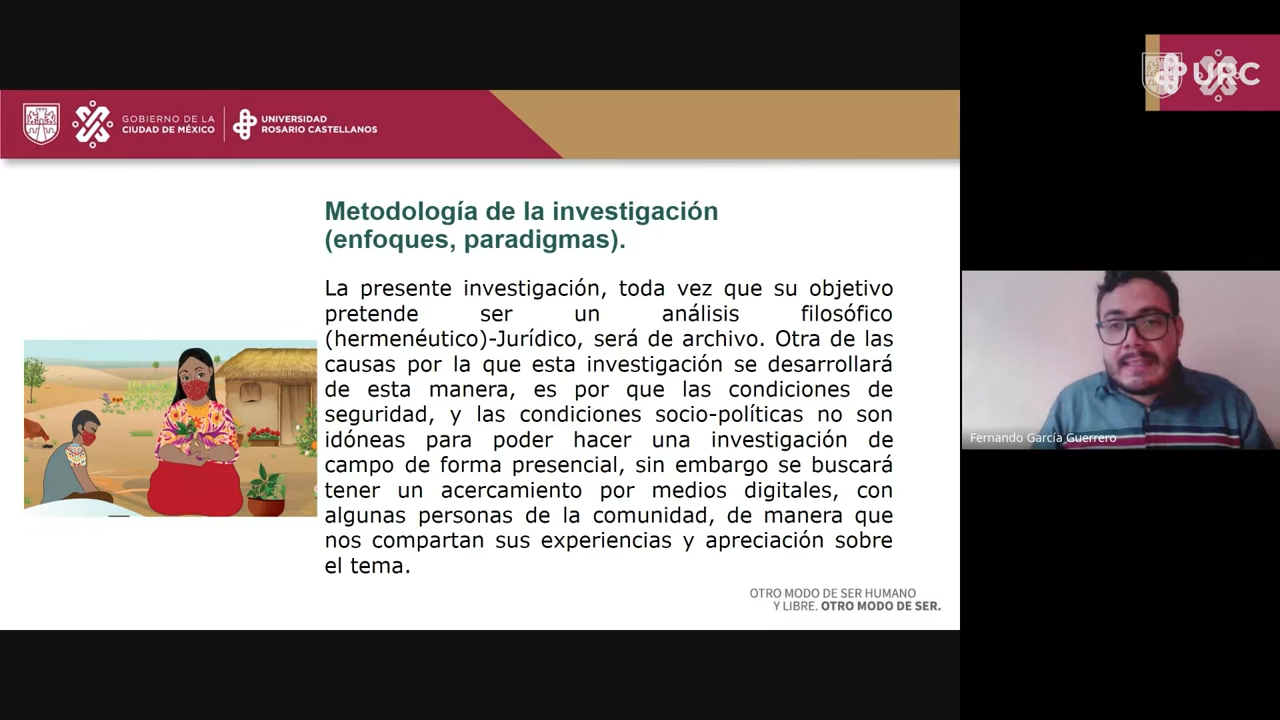 GOBIERNO DE LA
CIUDAD DE MÉXICO
UNIVERSIDAD
ROSARIO CASTELLANOS
URC
Metodología de la investigación
(enfoques, paradigmas).
La presente investigación, toda vez que su objetivo
pretende ser un análisis filosófico
(hermenéutico)-Jurídico, será de archivo. Otra de las
causas por la que esta investigación se desarrollará
de esta manera, es por que las condiciones de
seguridad, y las condiciones socio-políticas no son
idóneas para poder hacer una investigación de
campo de forma presencial, sin embargo se buscará
tener un acercamiento por medios digitales, con
algunas personas de la comunidad, de manera que
nos compartan sus experiencias y apreciación sobre
el tema.
Fernando García Guerrero
OTRO MODO DE SER HUMANO
Y LIBRE. OTRO MODO DE SER.